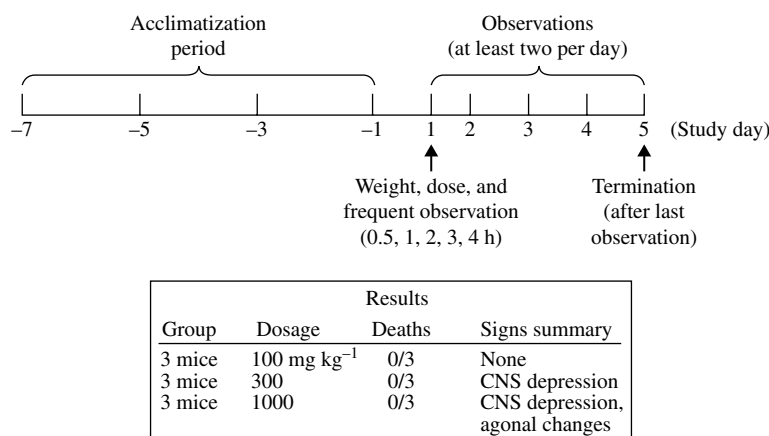 Acclimatization
period
Observations
(at least two per day)
–7 –5 –3 –1 1 2 3 4 5 (Study day)
Weight, dose, and
frequent observation
(0.5, 1, 2, 3, 4 h)
Termination
(after last
observation)
Results
Group Dosage Deaths Signs summary
3 mice 100 mg kg⁻¹ 0/3 None
3 mice 300 0/3 CNS depression
3 mice 1000 0/3 CNS depression,
agonal changes